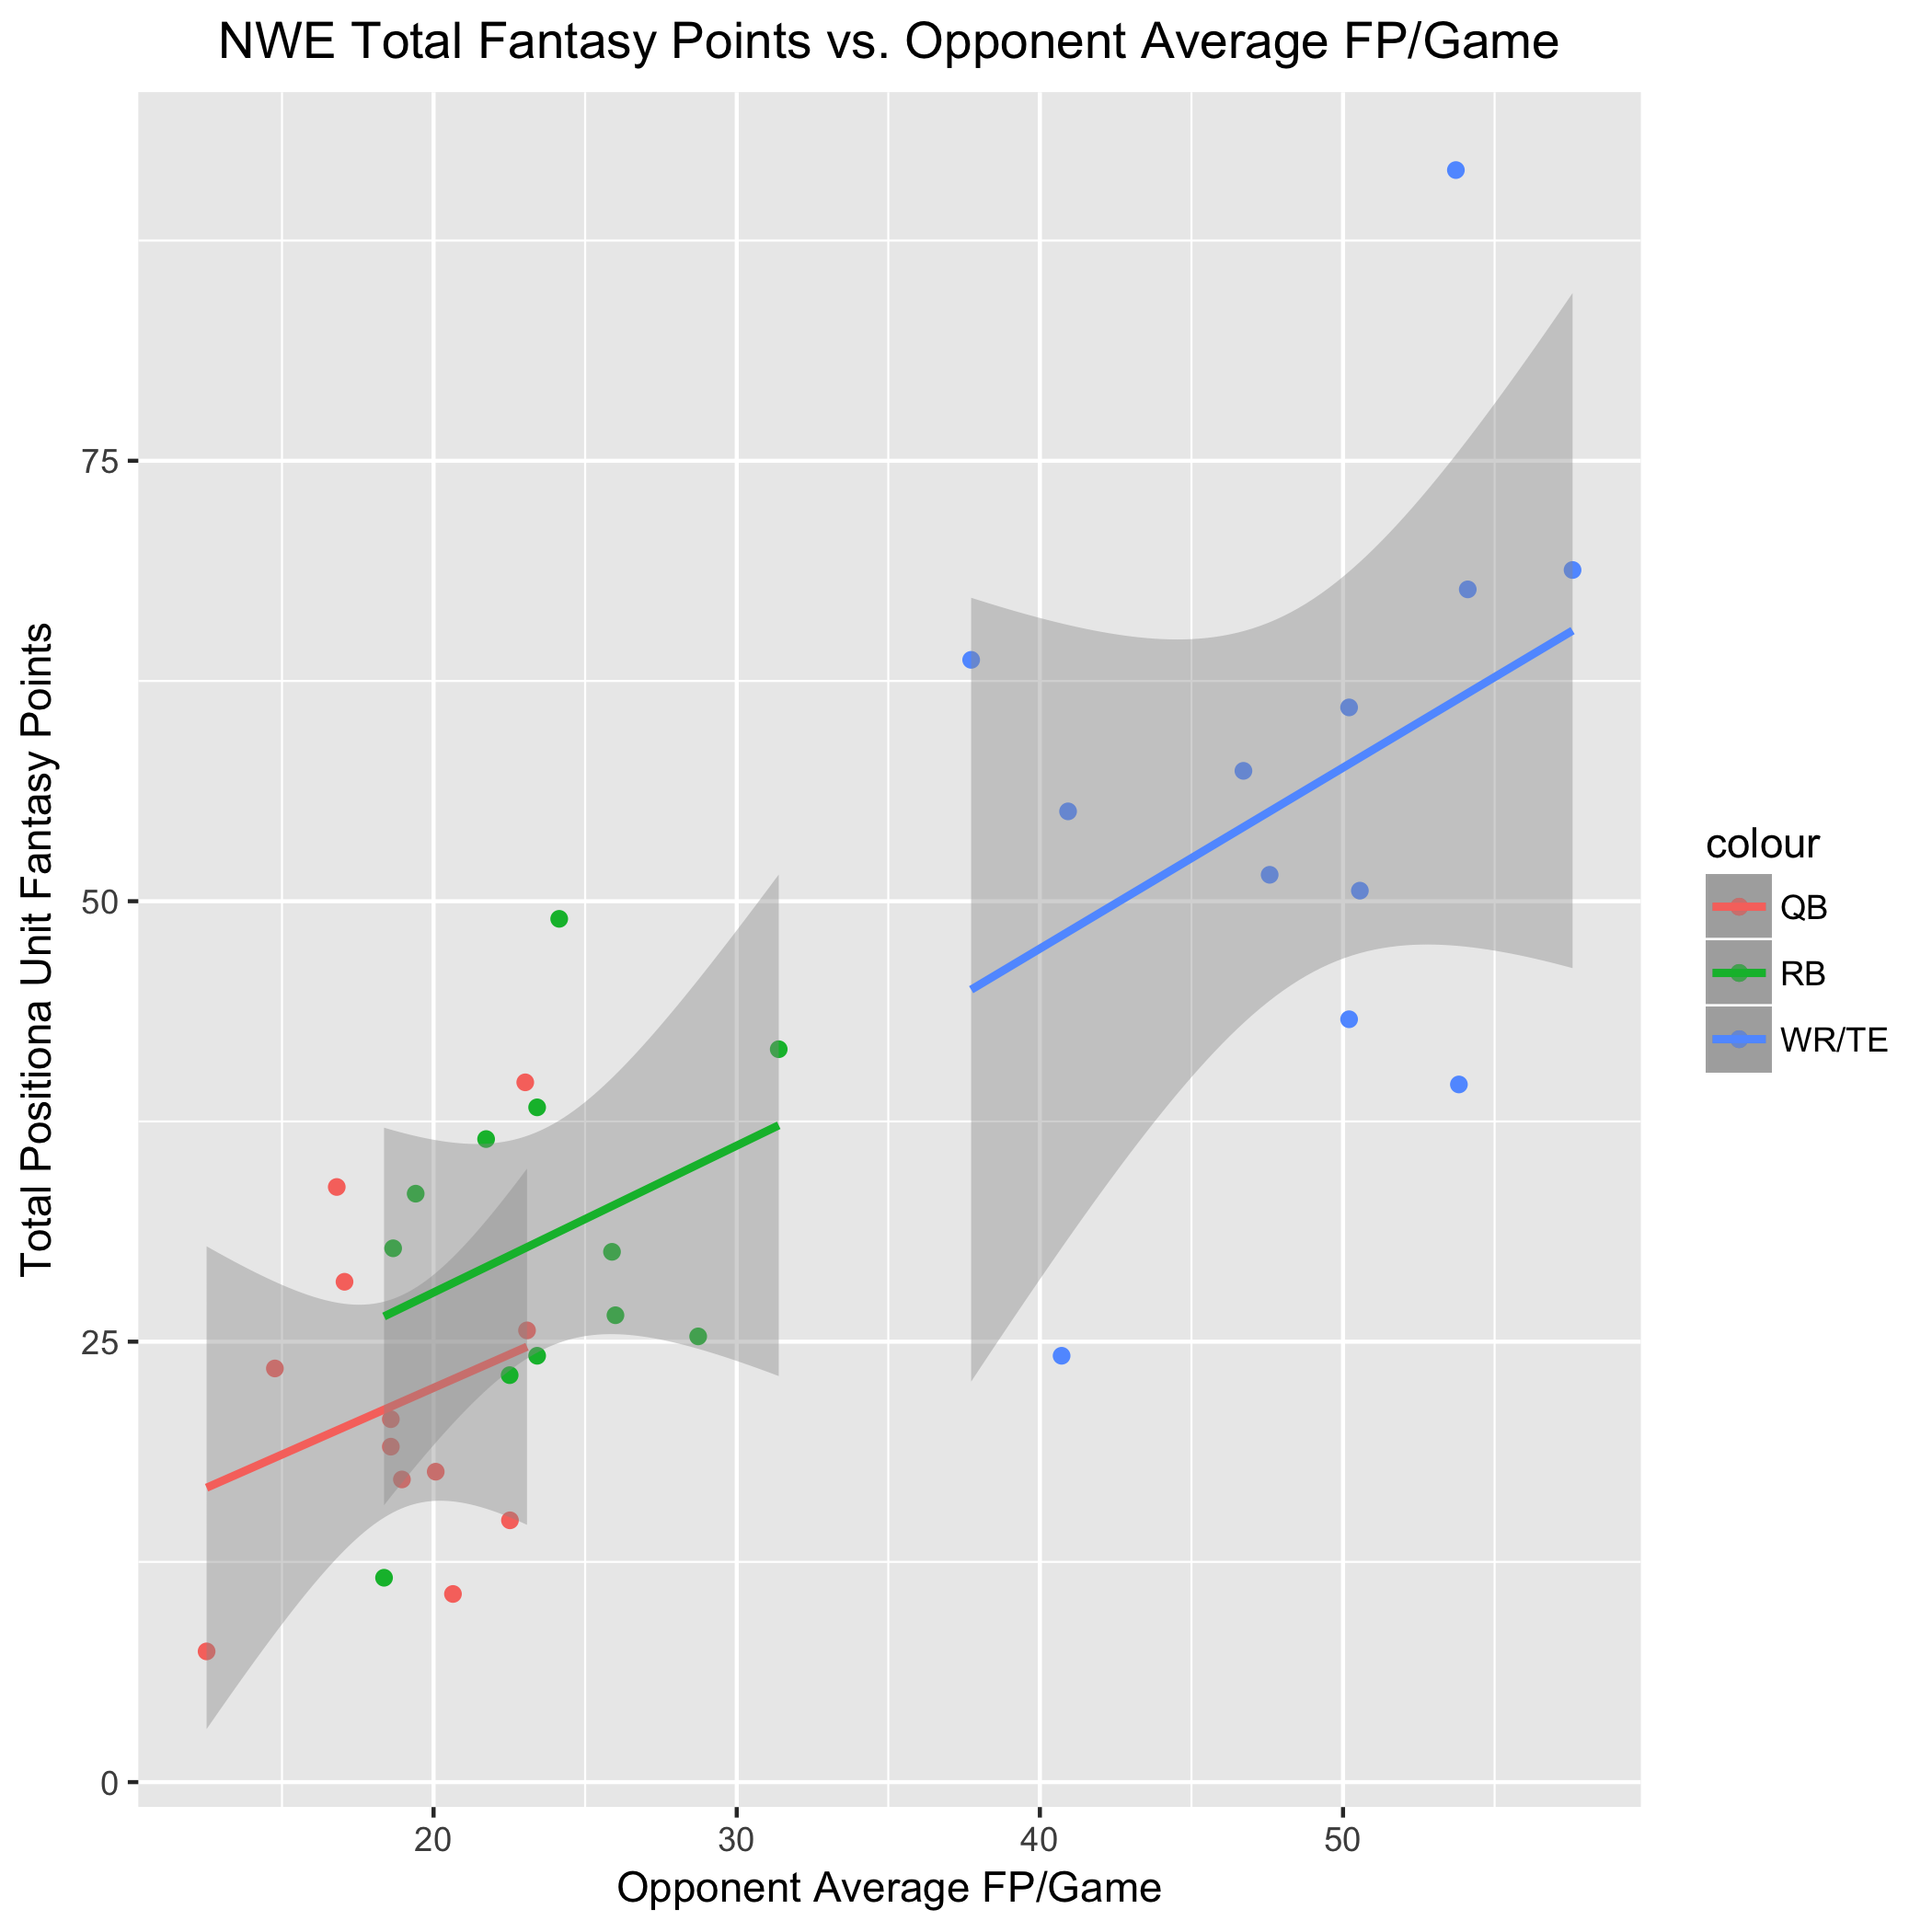 NWE Total Fantasy Points vs. Opponent Average FP/Game
Total Positiona Unit Fantasy Points
75
50
25
0
20 30 40 50
Opponent Average FP/Game
colour
QB
RB
WR/TE